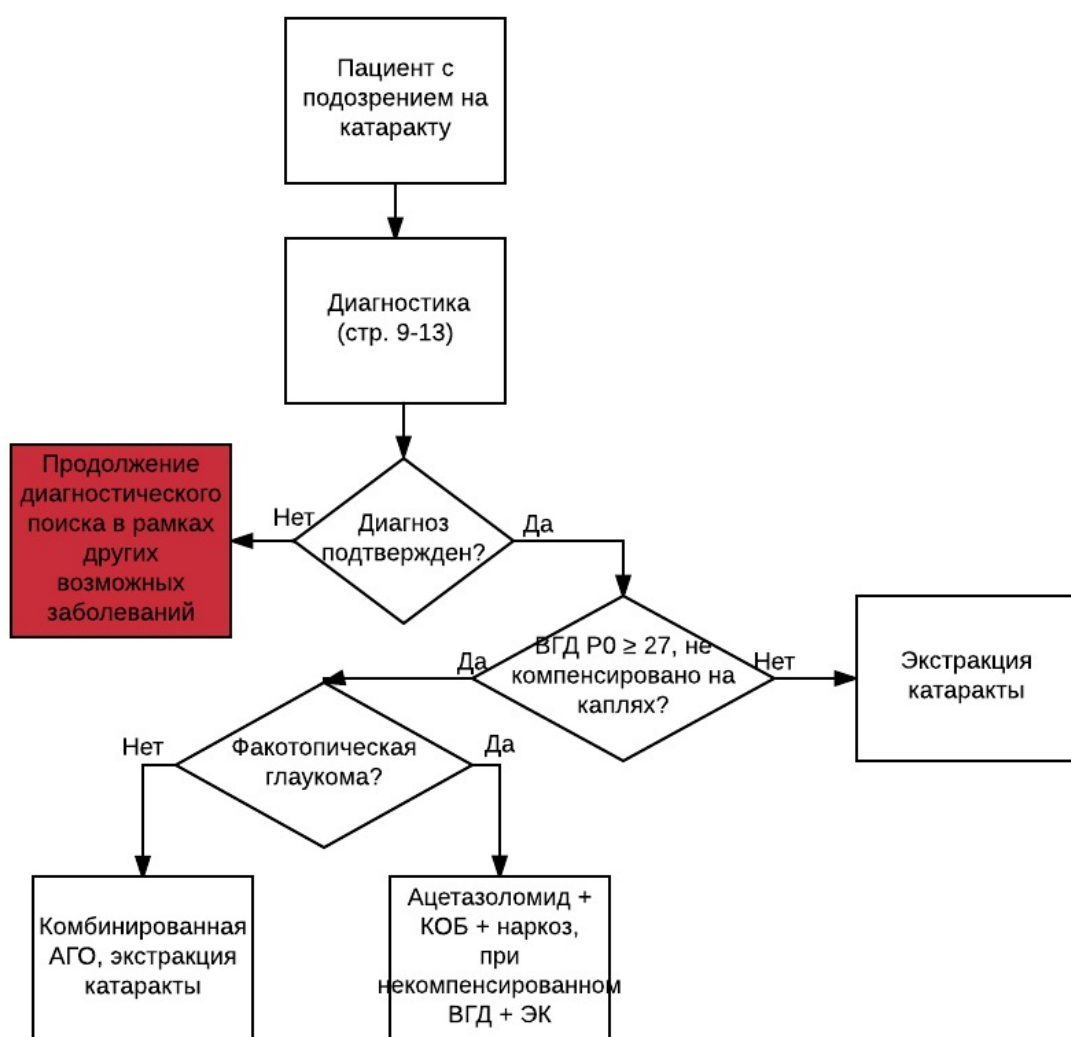 Пациент с
подозрением на
катаракту
Диагностика
(стр. 9-13)
Диагноз
подтвержден?
Нет
Да
Продолжение
диагностического
поиска в рамках
других
возможных
заболеваний
ВГД P0 ≥ 27, не
компенсировано на
каплях?
Да
Нет
Экстракция
катаракты
Факотопическая
глаукома?
Нет
Да
Комбинированная
АГО, экстракция
катаракты
Ацетазоломид +
КОБ + наркоз,
при
некомпенсированном
ВГД + ЭК